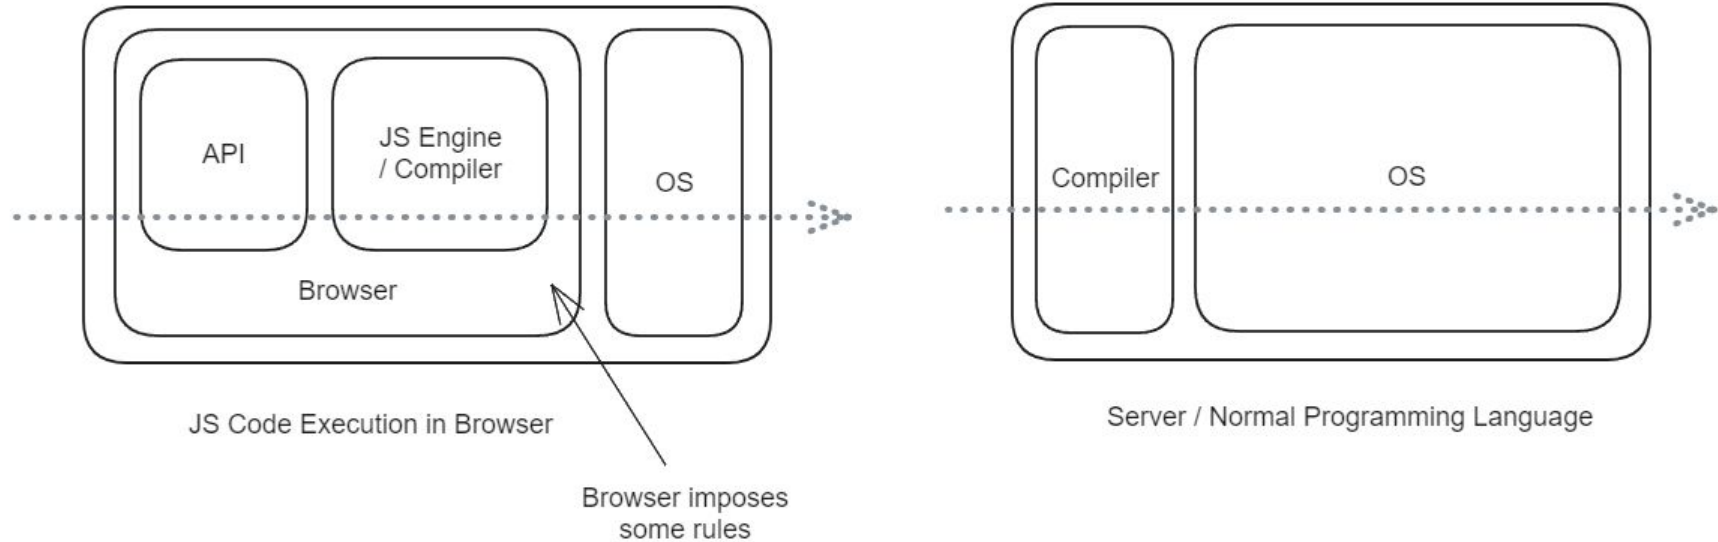 API
JS Engine
/ Compiler
OS
Browser
JS Code Execution in Browser
Browser imposes
some rules
Compiler
OS
Server / Normal Programming Language